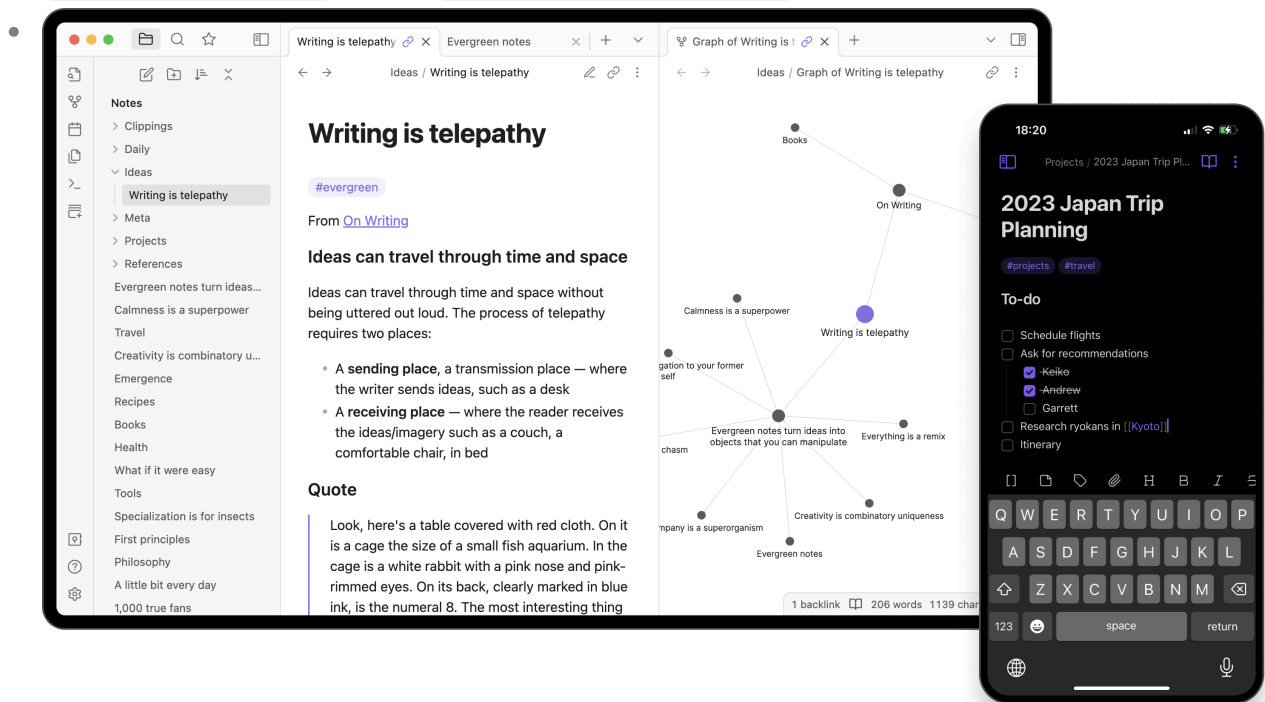 Writing is telepathy
Evergreen notes
Graph of Writing is t
Ideas / Writing is telepathy
Ideas / Graph of Writing is telepathy
Notes
Clippings
Daily
Ideas
Writing is telepathy
Meta
Projects
References
Evergreen notes turn ideas...
Calmness is a superpower
Travel
Creativity is combinatory u...
Emergence
Recipes
Books
Health
What if it were easy
Tools
Specialization is for insects
First principles
Philosophy
A little bit every day
1,000 true fans
Writing is telepathy
#evergreen
From On Writing
Ideas can travel through time and space
Ideas can travel through time and space without
being uttered out loud. The process of telepathy
requires two places:
A sending place, a transmission place — where
the writer sends ideas, such as a desk
A receiving place — where the reader receives
the ideas/imagery such as a couch, a
comfortable chair, in bed
Quote
Look, here's a table covered with red cloth. On it
is a cage the size of a small fish aquarium. In the
cage is a white rabbit with a pink nose and pink-
rimmed eyes. On its back, clearly marked in blue
ink, is the numeral 8. The most interesting thing
Books
On Writing
Calmness is a superpower
Writing is telepathy
gation to your former
self
Evergreen notes turn ideas into
objects that you can manipulate
Everything is a remix
chasm
mpany is a superorganism
Creativity is combinatory uniqueness
Evergreen notes
1 backlink 206 words 1139 char
18:20
Projects / 2023 Japan Trip Pl...
2023 Japan Trip
Planning
#projects #travel
To-do
Schedule flights
Ask for recommendations
Keiko
Andrew
Garrett
Research ryokans in [[Kyoto]]
Itinerary
[] H B I S
Q W E R T Y U I O P
A S D F G H J K L
Z X C V B N M
123 space return